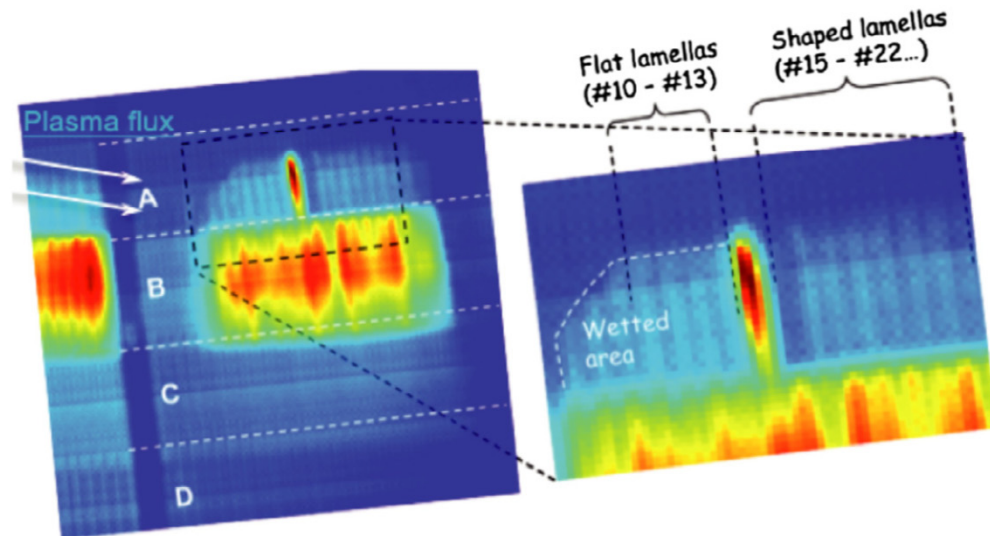 Plasma flux
A
B
C
D
Flat lamellas
(#10 - #13)
Shaped lamellas
(#15 - #22...)
Wetted
area